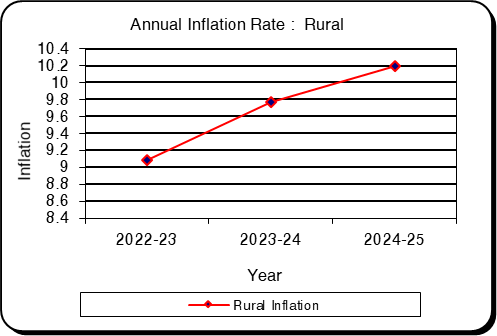 Annual Inflation Rate : Rural
10.4
10.2
10
9.8
9.6
9.4
9.2
9
8.8
8.6
8.4
Inflation
2022-23 2023-24 2024-25
Year
Rural Inflation